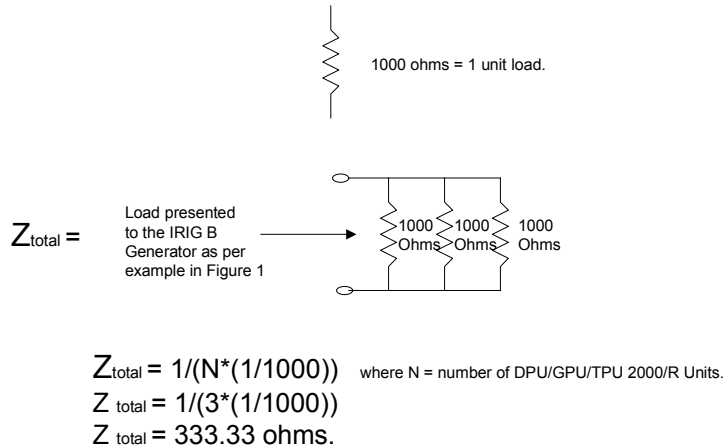 1000 ohms = 1 unit load.
Z total =
Load presented
to the IRIG B
Generator as per
example in Figure 1
1000
Ohms
1000
Ohms
1000
Ohms
Z total = 1/(N*(1/1000)) where N = number of DPU/GPU/TPU 2000/R Units.
Z total = 1/(3*(1/1000))
Z total = 333.33 ohms.